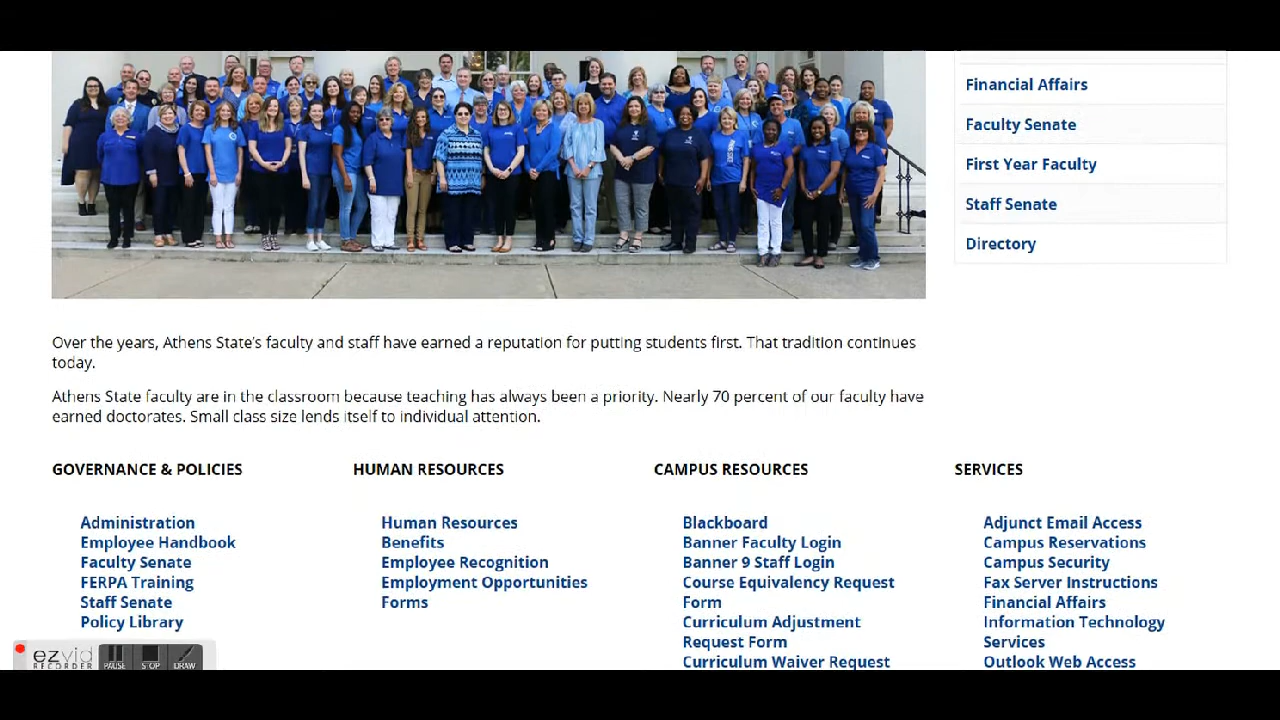 Financial Affairs
Faculty Senate
First Year Faculty
Staff Senate
Directory
Over the years, Athens State's faculty and staff have earned a reputation for putting students first. That tradition continues
today.
Athens State faculty are in the classroom because teaching has always been a priority. Nearly 70 percent of our faculty have
earned doctorates. Small class size lends itself to individual attention.
GOVERNANCE & POLICIES
Administration
Employee Handbook
Faculty Senate
FERPA Training
Staff Senate
Policy Library
HUMAN RESOURCES
Human Resources
Benefits
Employee Recognition
Employment Opportunities
Forms
CAMPUS RESOURCES
Blackboard
Banner Faculty Login
Banner 9 Staff Login
Course Equivalency Request
Form
Curriculum Adjustment
Request Form
Curriculum Waiver Request
SERVICES
Adjunct Email Access
Campus Reservations
Campus Security
Fax Server Instructions
Financial Affairs
Information Technology
Services
Outlook Web Access
ezvid
RECORDER
PAUSE
STOP
DRAW